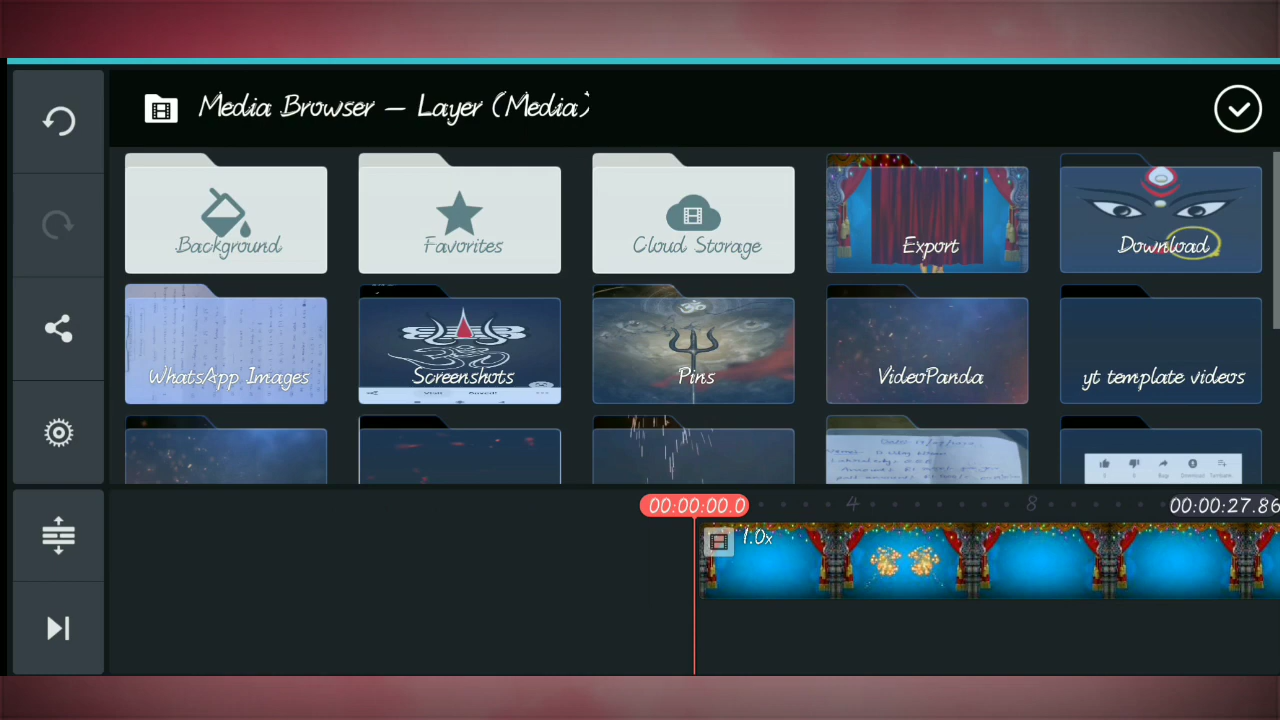 Media Browser – Layer (Media)
Background
Favorites
Cloud Storage
Export
Download
WhatsApp Images
Screenshots
Pins
VideoPanda
yt template videos
00:00:00.0
4
8
00:00:27.86
1.0x